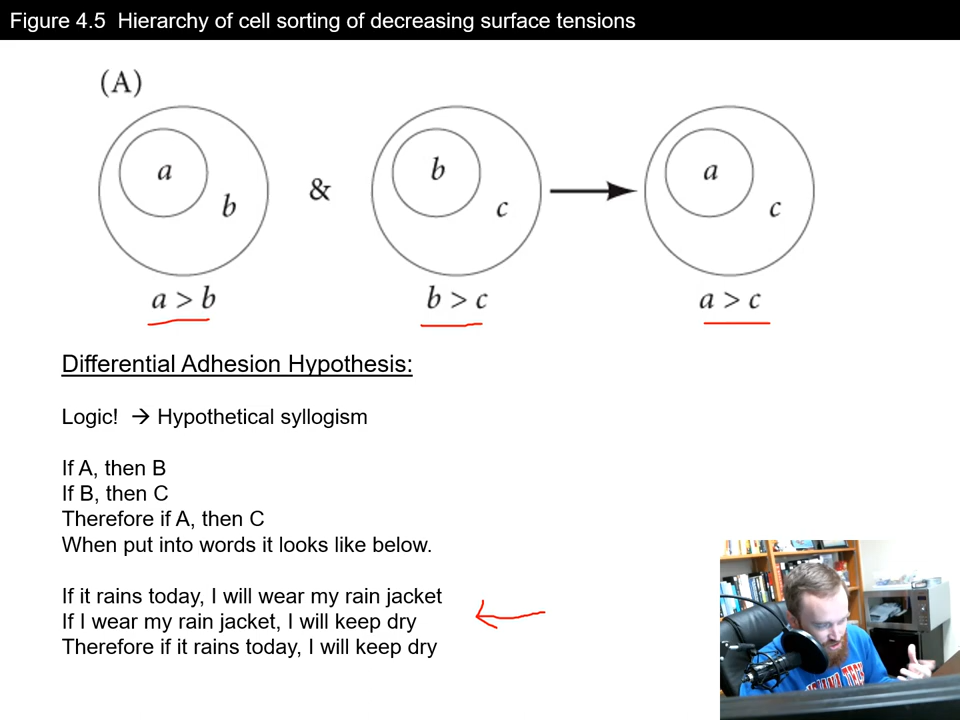 Figure 4.5 Hierarchy of cell sorting of decreasing surface tensions
(A)
a b & b c a c
a > b b > c a > c
Differential Adhesion Hypothesis:
Logic! → Hypothetical syllogism
If A, then B
If B, then C
Therefore if A, then C
When put into words it looks like below.
If it rains today, I will wear my rain jacket
If I wear my rain jacket, I will keep dry
Therefore if it rains today, I will keep dry